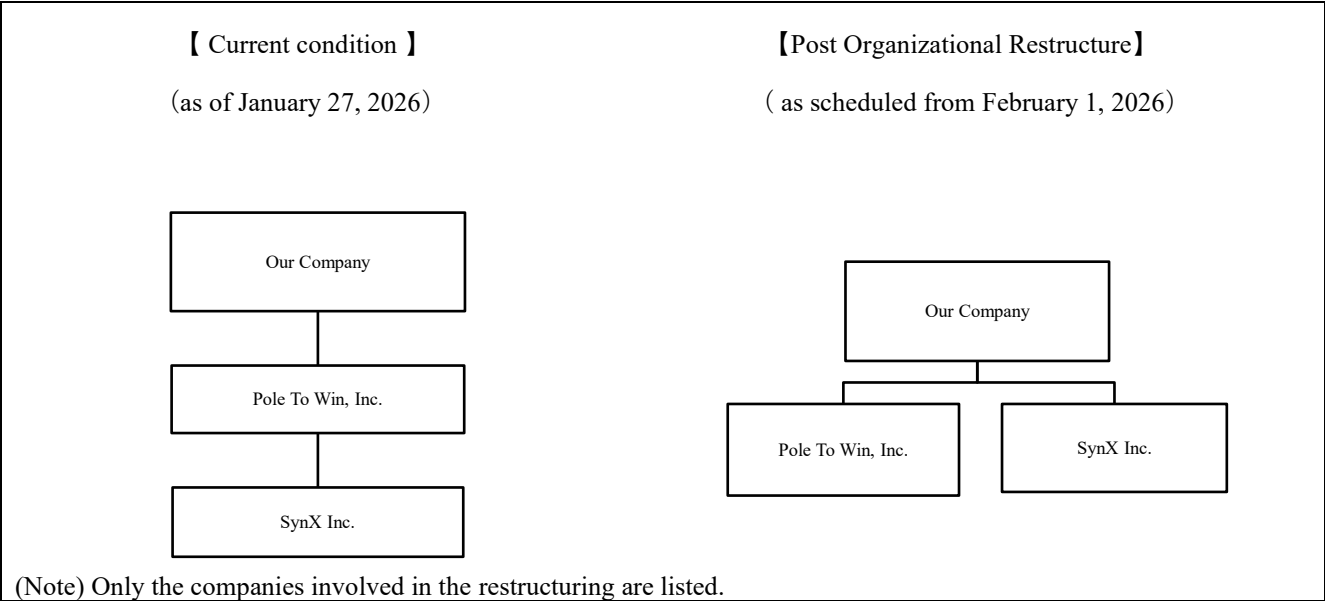 【 Current condition 】
（as of January 27, 2026）
Our Company
Pole To Win, Inc.
SynX Inc.
【Post Organizational Restructure】
（ as scheduled from February 1, 2026）
Our Company
Pole To Win, Inc.
SynX Inc.
(Note) Only the companies involved in the restructuring are listed.